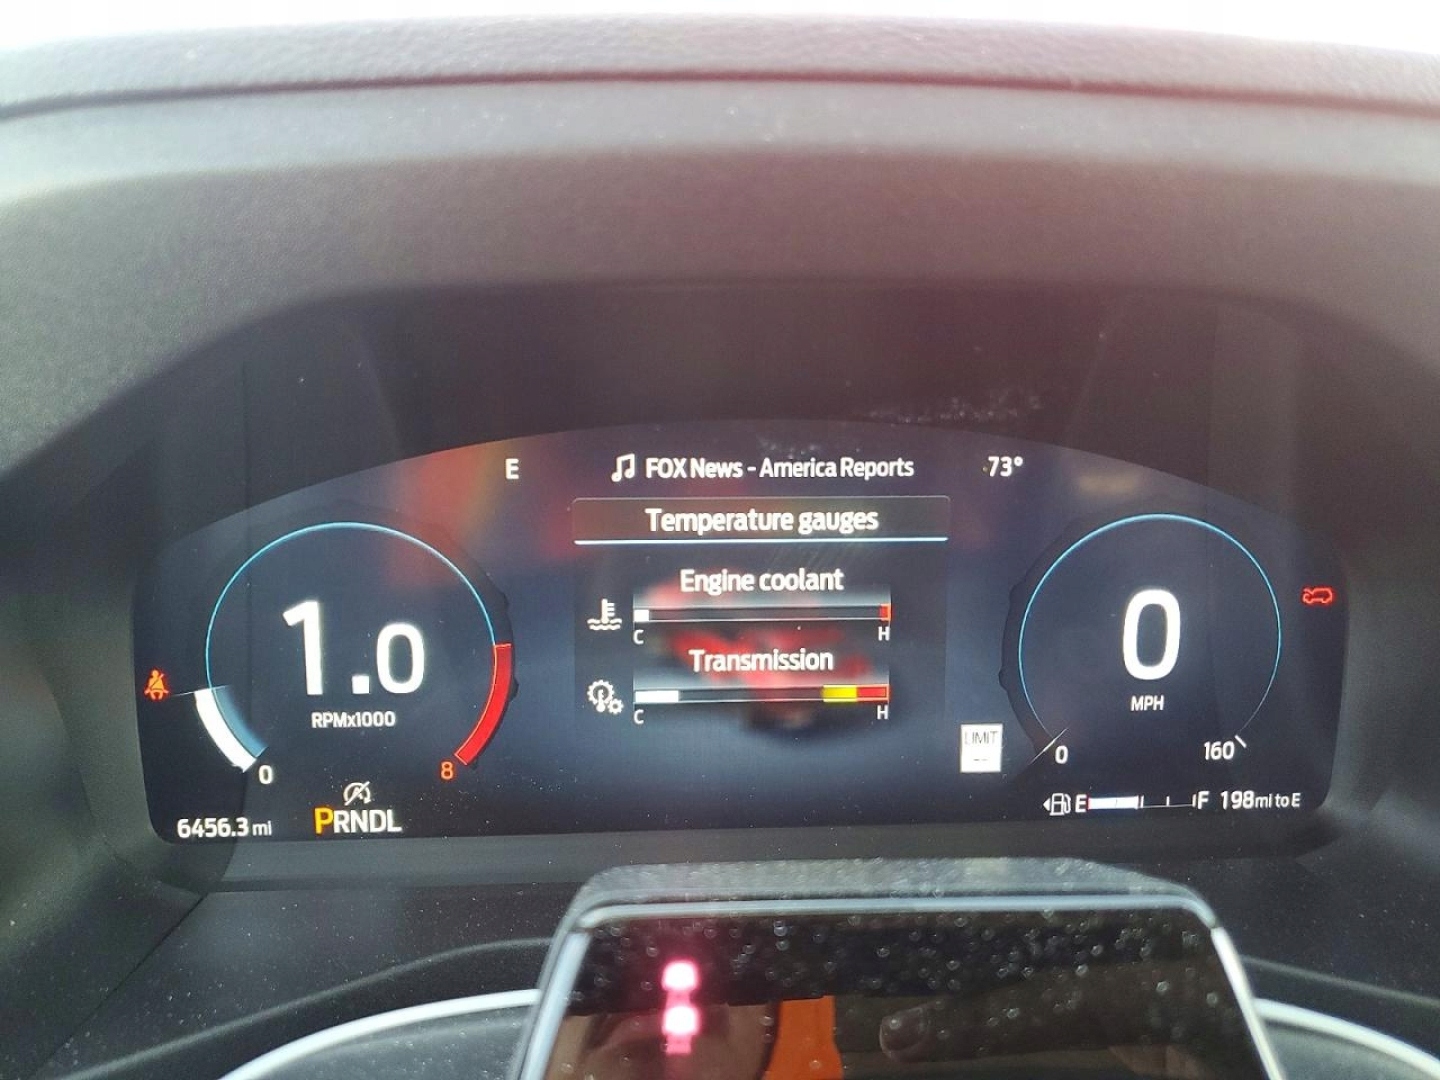 E FOX News - America Reports 73°
Temperature gauges
Engine coolant
C H
Transmission
C H
1.0
RPMx1000
0 8
0
MPH
0 160
LIMIT
--
6456.3 mi PRNDL
E F 198mi to E